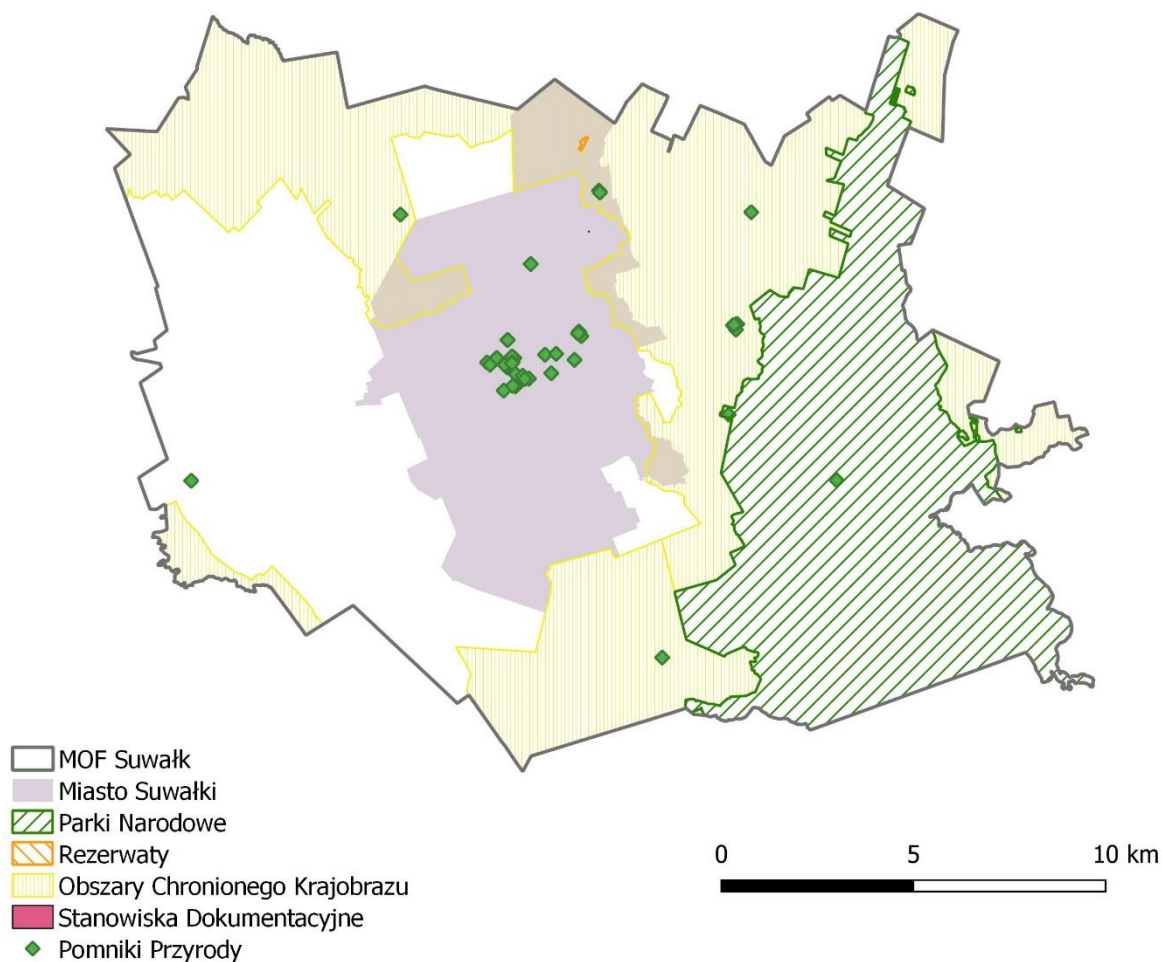 MOF Suwałk
Miasto Suwałki
Parki Narodowe
Rezerwaty
Obszary Chronionego Krajobrazu
Stanowiska Dokumentacyjne
Pomniki Przyrody
0 5 10 km